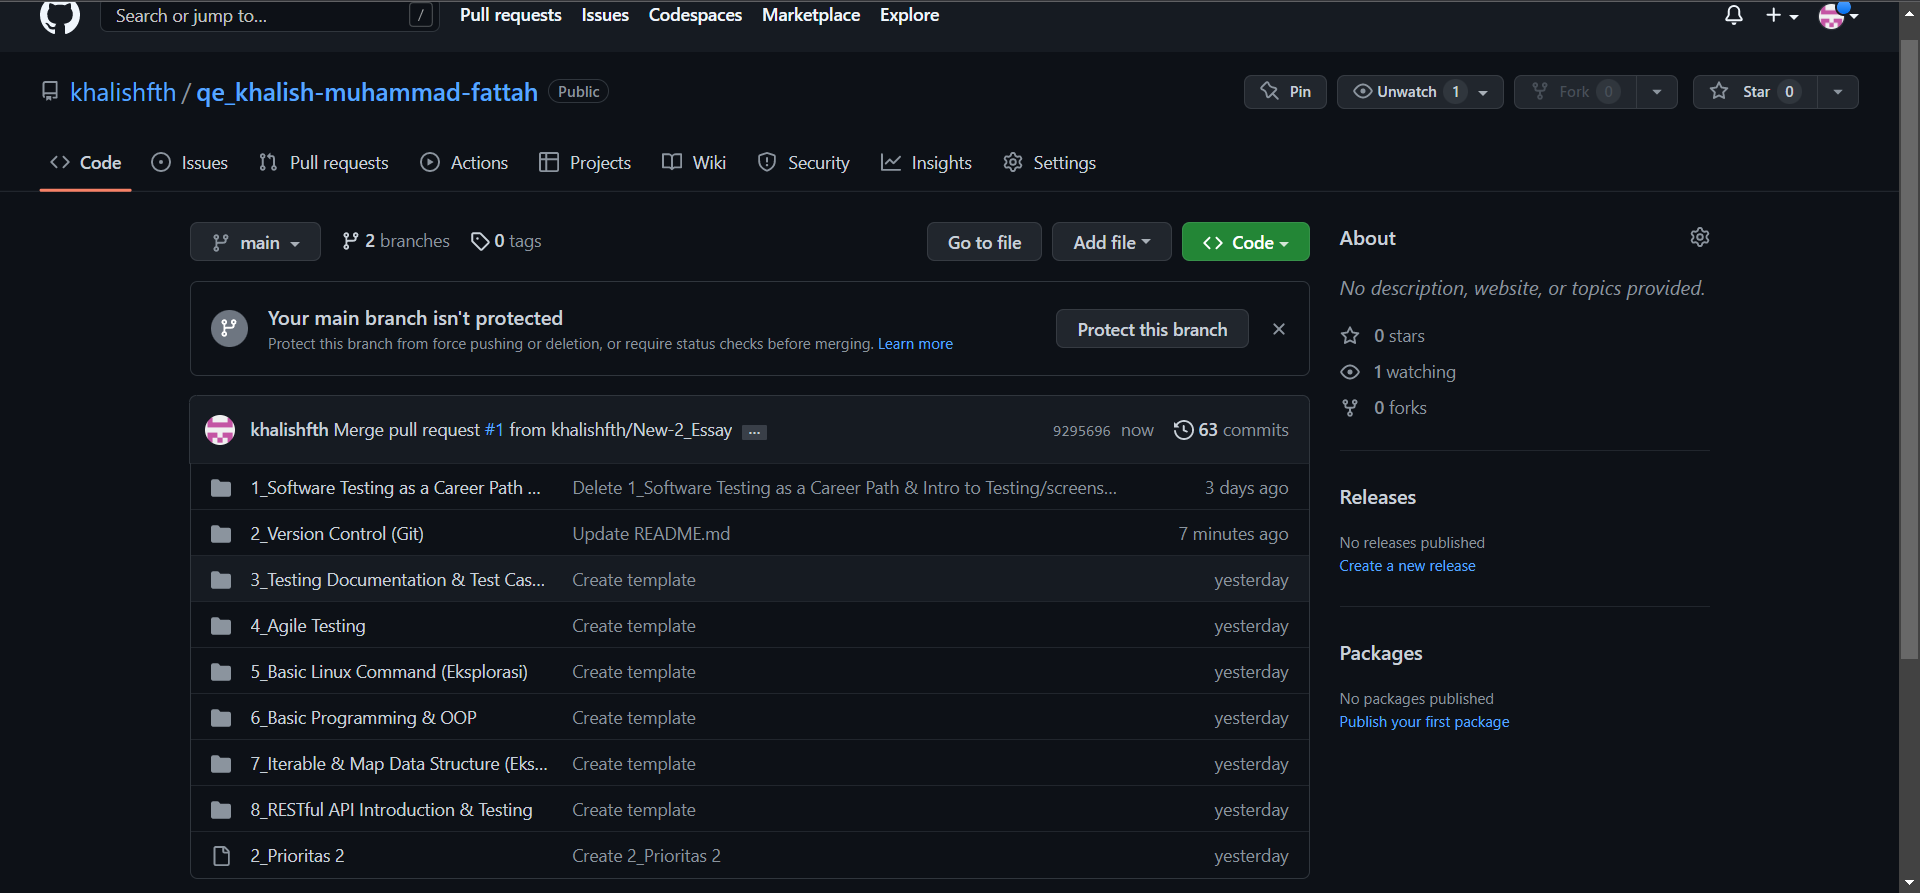 Search or jump to... /
Pull requests Issues Codespaces Marketplace Explore
khalishfth / qe_khalish-muhammad-fattah Public
Pin Unwatch 1 Fork 0 Star 0
Code Issues Pull requests Actions Projects Wiki Security Insights Settings
main 2 branches 0 tags Go to file Add file Code
Your main branch isn't protected
Protect this branch from force pushing or deletion, or require status checks before merging. Learn more
Protect this branch
khalishfth Merge pull request #1 from khalishfth/New-2_Essay ... 9295696 now 63 commits
1_Software Testing as a Career Path ... Delete 1_Software Testing as a Career Path & Intro to Testing/screens... 3 days ago
2_Version Control (Git) Update README.md 7 minutes ago
3_Testing Documentation & Test Cas... Create template yesterday
4_Agile Testing Create template yesterday
5_Basic Linux Command (Eksplorasi) Create template yesterday
6_Basic Programming & OOP Create template yesterday
7_Iterable & Map Data Structure (Eks... Create template yesterday
8_RESTful API Introduction & Testing Create template yesterday
2_Prioritas 2 Create 2_Prioritas 2 yesterday
About
No description, website, or topics provided.
0 stars
1 watching
0 forks
Releases
No releases published
Create a new release
Packages
No packages published
Publish your first package